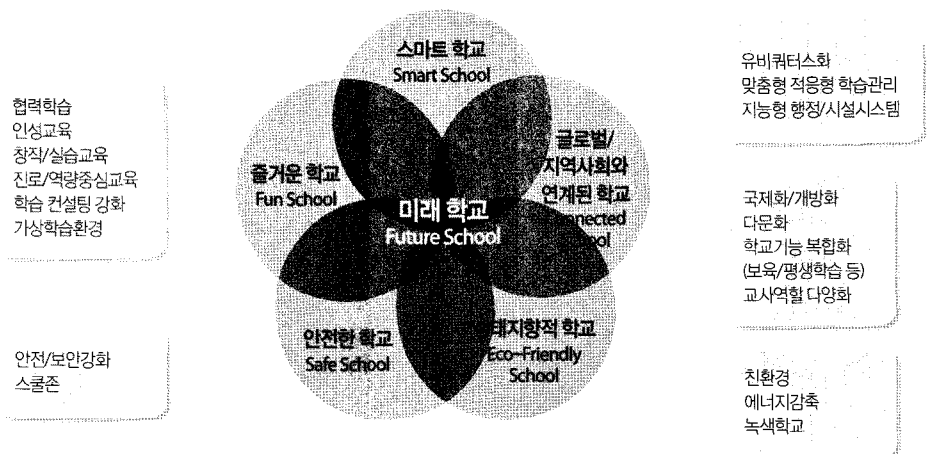 스마트 학교
Smart School
유비쿼터스화
맞춤형 적응형 학습관리
지능형 행정/시설시스템
협력학습
인성교육
창작/실습교육
진로/역량중심교육
학습 컨설팅 강화
가상학습환경
즐거운 학교
Fun School
글로벌/
지역사회와
연계된 학교
미래 학교
Future School
국제화/개방화
다문화
학교기능 복합화
(보육/평생학습 등)
교사역할 다양화
안전한 학교
Safe School
학교
Eco-Friendly
School
안전/보안강화
스쿨존
친환경
에너지감축
녹색학교